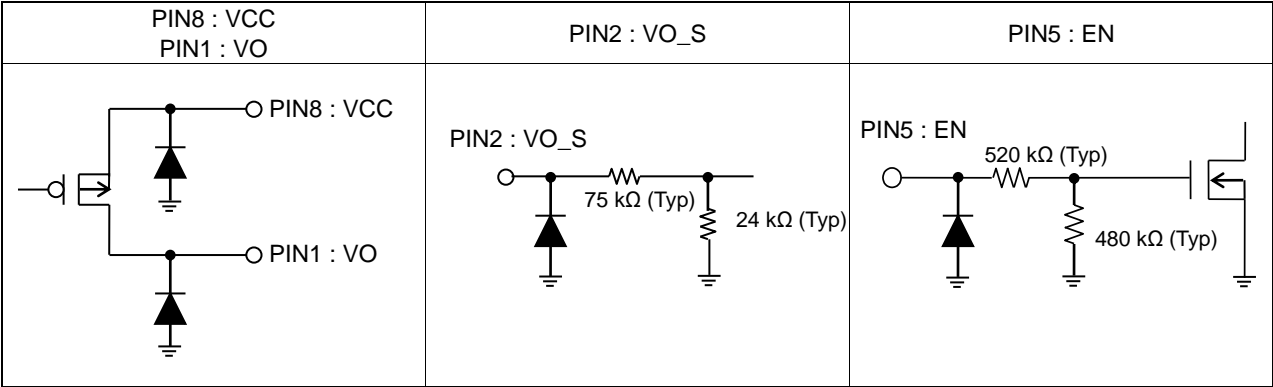 PIN8 : VCC
PIN1 : VO
PIN2 : VO_S
PIN5 : EN
PIN8 : VCC
PIN1 : VO
PIN2 : VO_S
75 kΩ (Typ)
24 kΩ (Typ)
PIN5 : EN
520 kΩ (Typ)
480 kΩ (Typ)